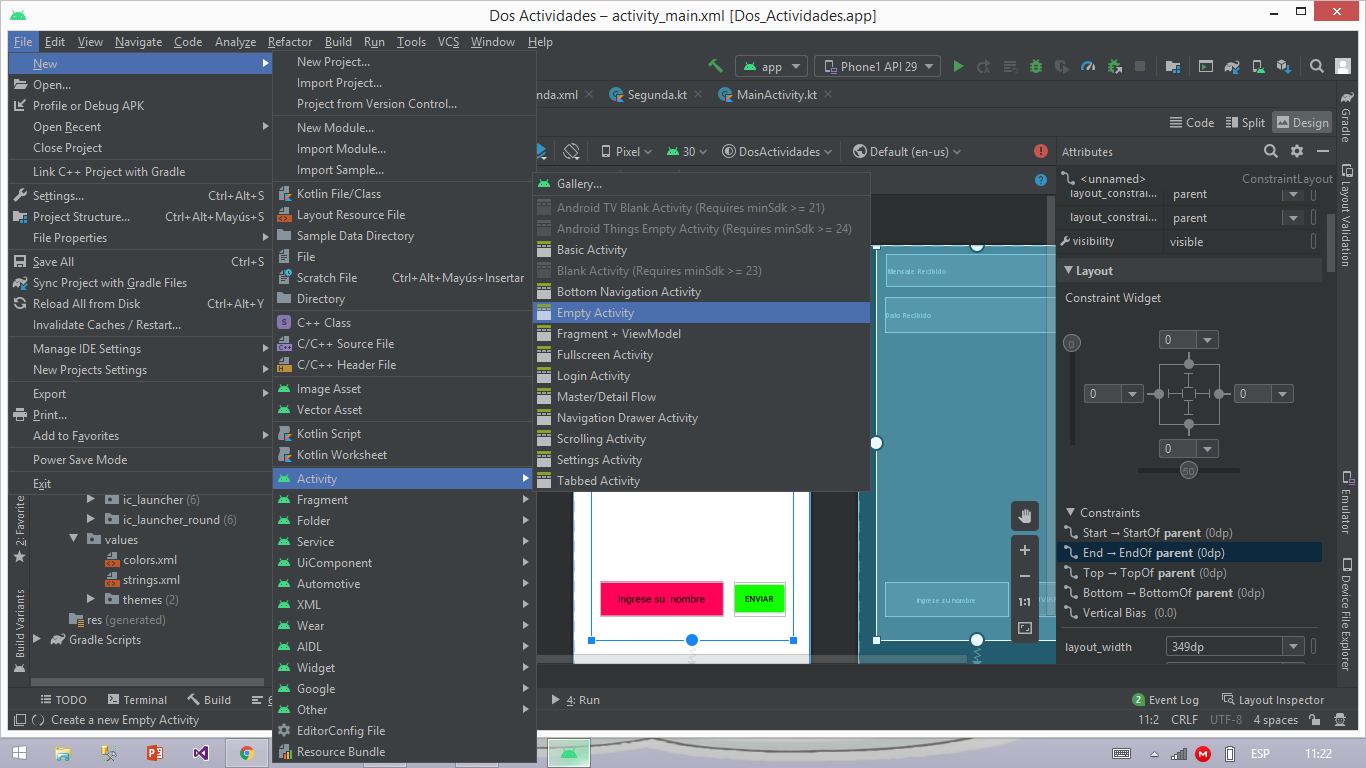 Dos Actividades – activity_main.xml [Dos_Actividades.app]
File Edit View Navigate Code Analyze Refactor Build Run Tools VCS Window Help
New
Open...
Profile or Debug APK
Open Recent
Close Project
Link C++ Project with Gradle
Settings... Ctrl+Alt+S
Project Structure... Ctrl+Alt+Mayús+S
File Properties
Save All Ctrl+S
Sync Project with Gradle Files
Reload All from Disk Ctrl+Alt+Y
Invalidate Caches / Restart...
Manage IDE Settings
New Projects Settings
Export
Print...
Add to Favorites
Power Save Mode
Exit
New Project...
Import Project...
Project from Version Control...
New Module...
Import Module...
Import Sample...
Kotlin File/Class
Layout Resource File
Sample Data Directory
File
Scratch File Ctrl+Alt+Mayús+Insertar
Directory
C++ Class
C/C++ Source File
C/C++ Header File
Image Asset
Vector Asset
Kotlin Script
Kotlin Worksheet
Activity
Fragment
Folder
Service
UiComponent
Automotive
XML
Wear
AIDL
Widget
Google
Other
EditorConfig File
Resource Bundle
Gallery...
Android TV Blank Activity (Requires minSdk >= 21)
Android Things Empty Activity (Requires minSdk >= 24)
Basic Activity
Blank Activity (Requires minSdk >= 23)
Bottom Navigation Activity
Empty Activity
Fragment + ViewModel
Fullscreen Activity
Login Activity
Master/Detail Flow
Navigation Drawer Activity
Scrolling Activity
Settings Activity
Tabbed Activity
app Phone1 API 29
nda.xml Segunda.kt MainActivity.kt
Code Split Design
Pixel 30 DosActividades Default (en-us)
Mensaje Recibido
Dato Recibido
Ingrese su nombre
ENVIAR
Ingrese su nombre
1:1
Attributes
<unnamed> ConstraintLayout
layout_constrai... parent
layout_constrai... parent
visibility visible
Layout
Constraint Widget
0
0
0 0
0
50
Constraints
Start → StartOf parent (0dp)
End → EndOf parent (0dp)
Top → TopOf parent (0dp)
Bottom → BottomOf parent (0dp)
Vertical Bias (0.0)
layout_width 349dp
Gradle
Layout Validation
Emulator
Device File Explorer
2: Favorite
Build Variants
ic_launcher (6)
ic_launcher_round (6)
values
colors.xml
strings.xml
themes (2)
res (generated)
Gradle Scripts
TODO Terminal Build 6 4: Run 2 Event Log Layout Inspector
Create a new Empty Activity 11:2 CRLF UTF-8 4 spaces
ESP 11:22